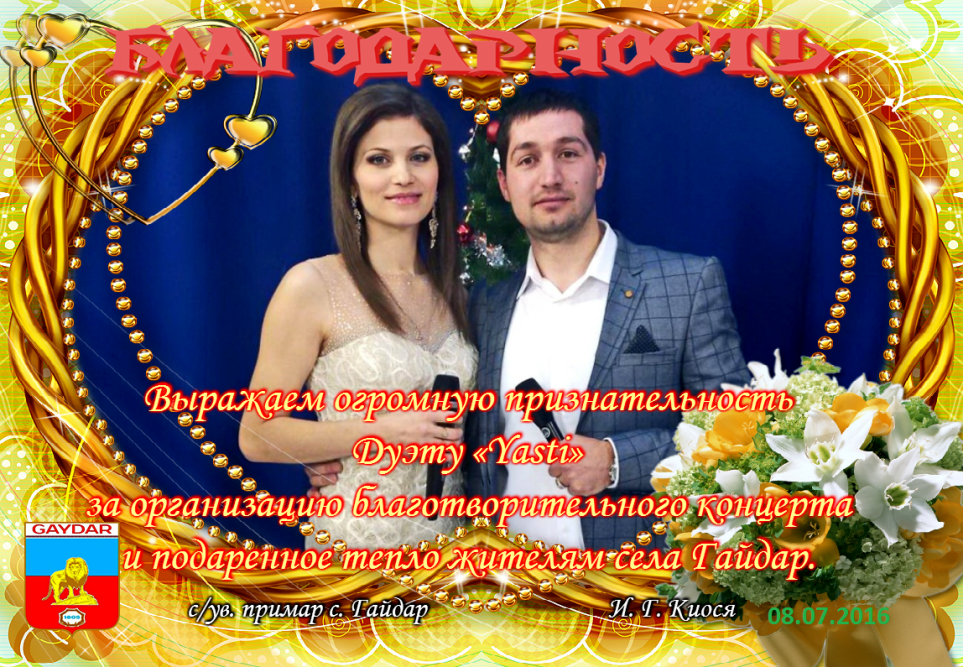 БЛАГОДАРНОСТЬ
Выражаем огромную признательность
Дуэту «Yasti»
за организацию благотворительного концерта
и подаренное тепло жителям села Гайдар.
GAYDAR
1809
с/ув. примар с. Гайдар И. Г. Киося 08.07.2016